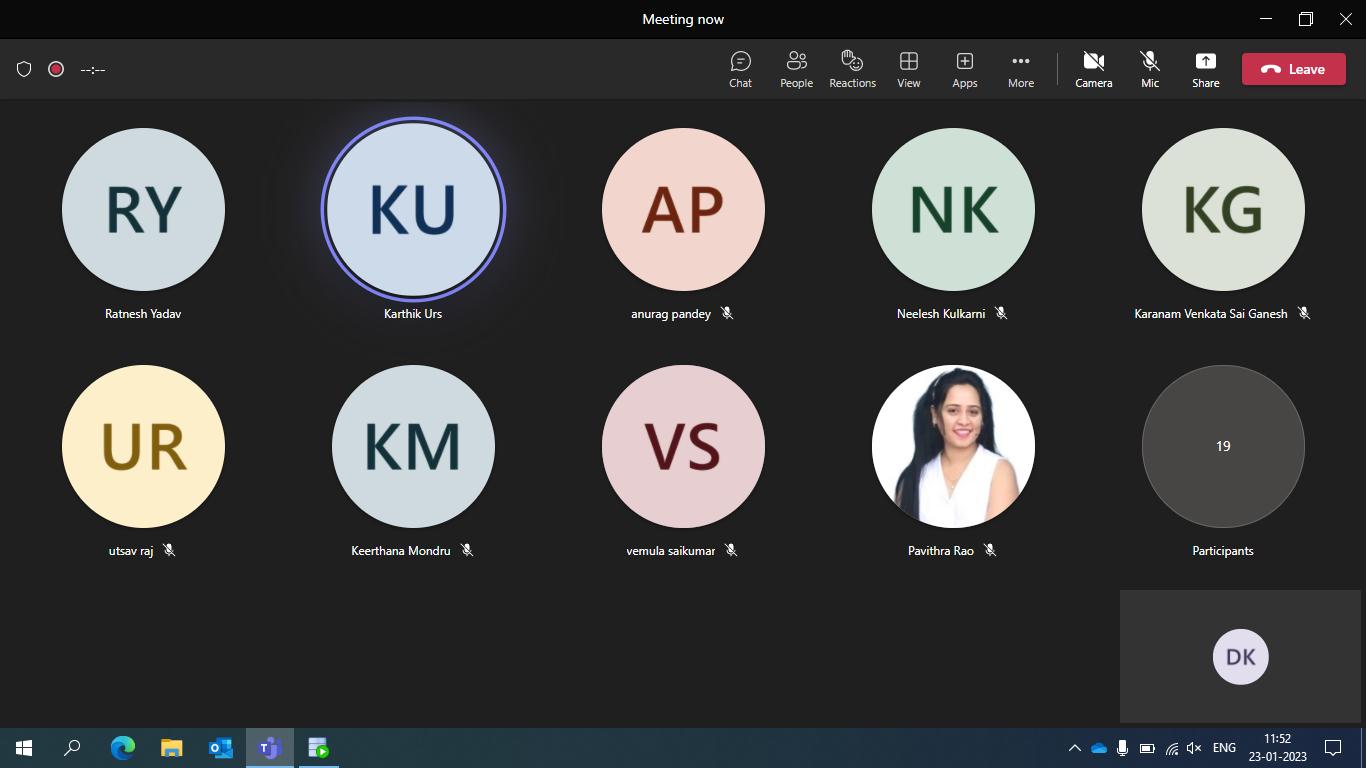 Meeting now
--:--
Chat
People
Reactions
View
Apps
More
Camera
Mic
Share
Leave
RY
KU
AP
NK
KG
Ratnesh Yadav
Karthik Urs
anurag pandey
Neelesh Kulkarni
Karanam Venkata Sai Ganesh
UR
KM
VS
19
utsav raj
Keerthana Mondru
vemula saikumar
Pavithra Rao
Participants
DK
ENG
11:52
23-01-2023